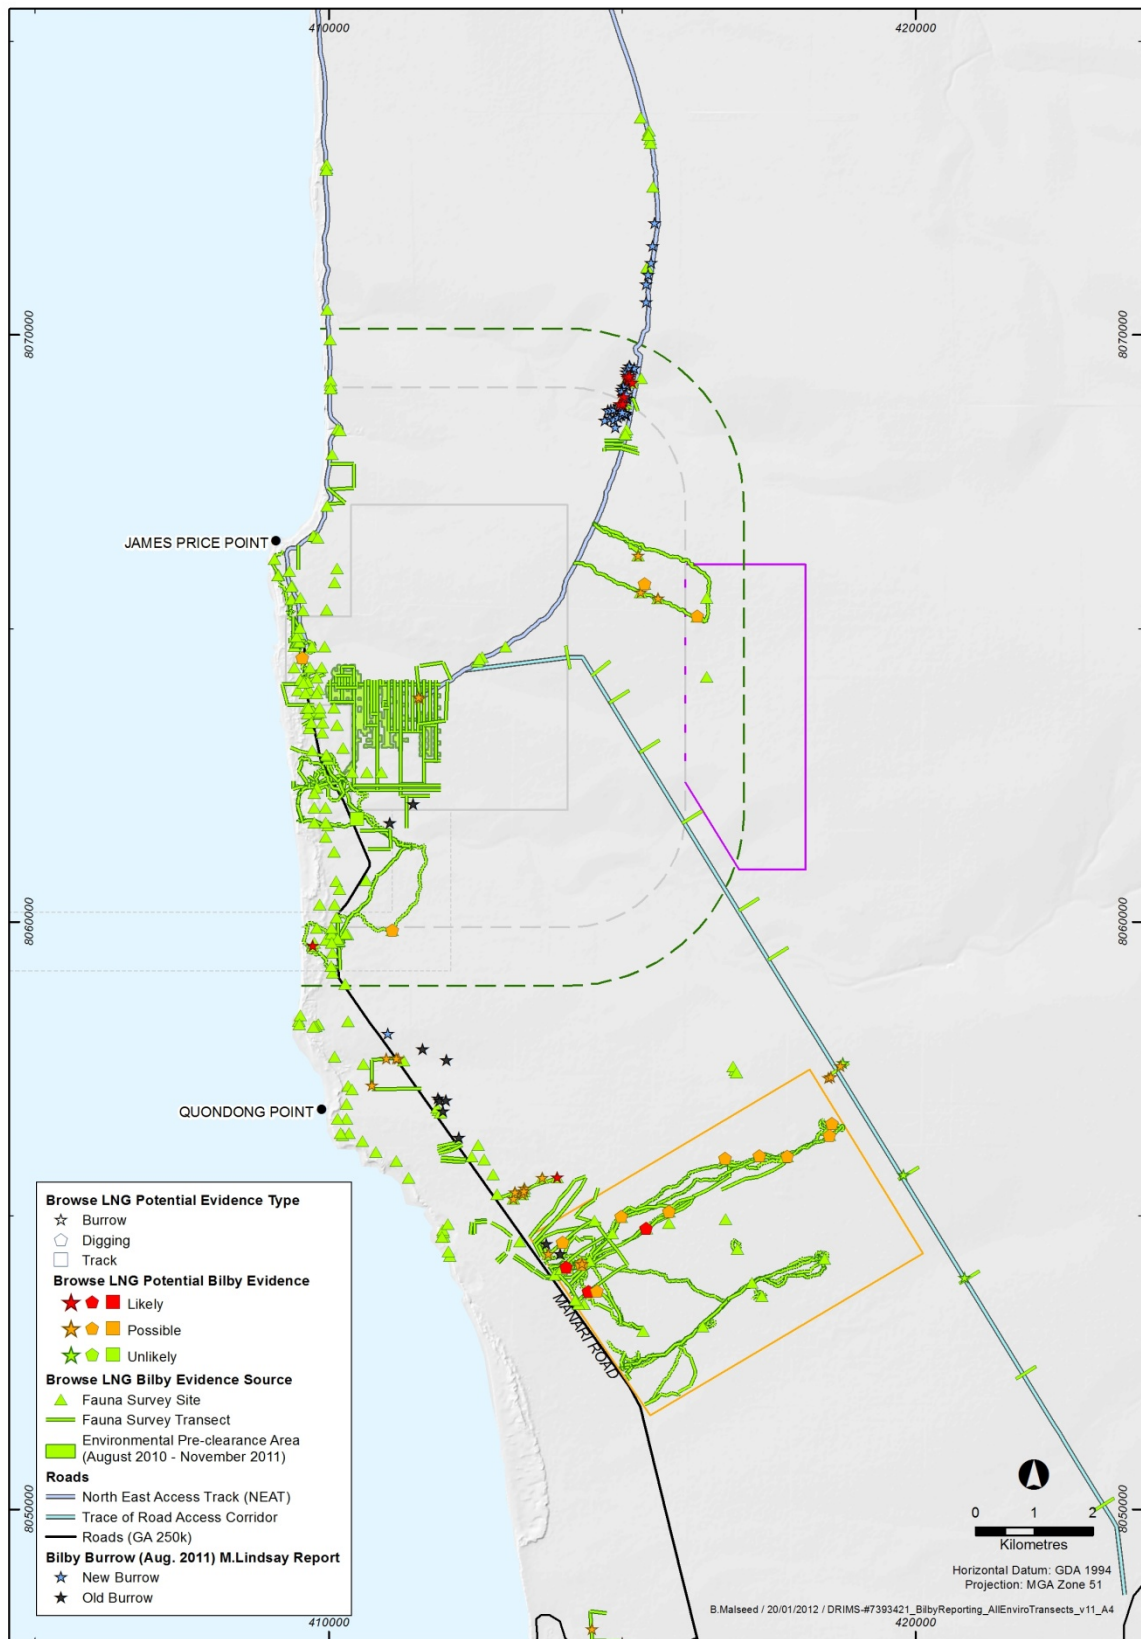 410000
420000
8070000
8070000
JAMES PRICE POINT
8060000
8060000
QUONDONG POINT
MANARI ROAD
Browse LNG Potential Evidence Type
Burrow
Digging
Track
Browse LNG Potential Bilby Evidence
Likely
Possible
Unlikely
Browse LNG Bilby Evidence Source
Fauna Survey Site
Fauna Survey Transect
Environmental Pre-clearance Area
(August 2010 - November 2011)
Roads
North East Access Track (NEAT)
Trace of Road Access Corridor
Roads (GA 250k)
Bilby Burrow (Aug. 2011) M.Lindsay Report
New Burrow
Old Burrow
8050000
8050000
0 1 2
Kilometres
Horizontal Datum: GDA 1994
Projection: MGA Zone 51
B.Malseed / 20/01/2012 / DRIMS-#7393421_BilbyReporting_AllEnviroTransects_v11_A4
410000
420000